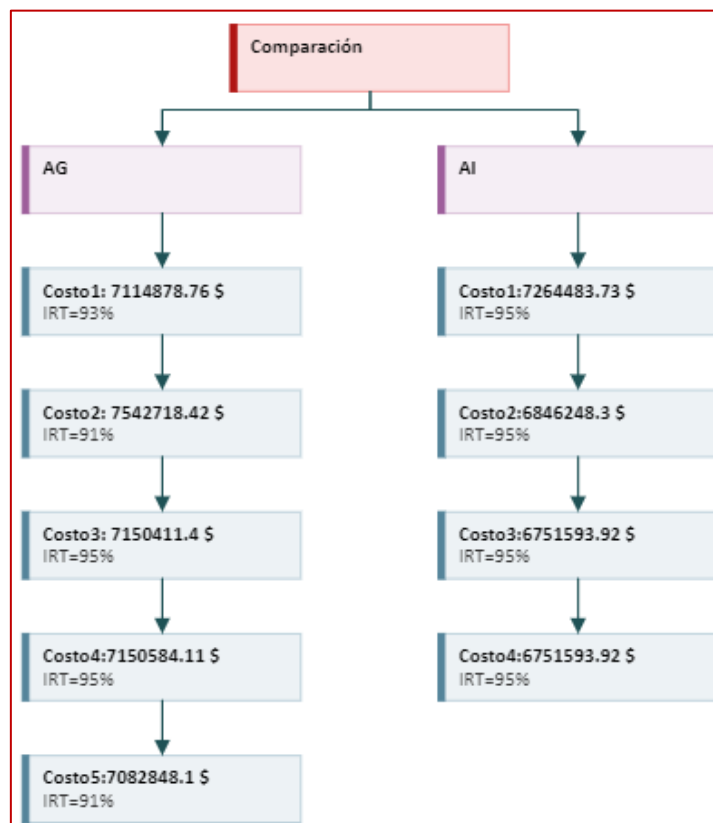 Comparación
AG
Costo1: 7114878.76 $
IRT=93%
Costo2: 7542718.42 $
IRT=91%
Costo3: 7150411.4 $
IRT=95%
Costo4:7150584.11 $
IRT=95%
Costo5:7082848.1 $
IRT=91%
AI
Costo1:7264483.73 $
IRT=95%
Costo2:6846248.3 $
IRT=95%
Costo3:6751593.92 $
IRT=95%
Costo4:6751593.92 $
IRT=95%